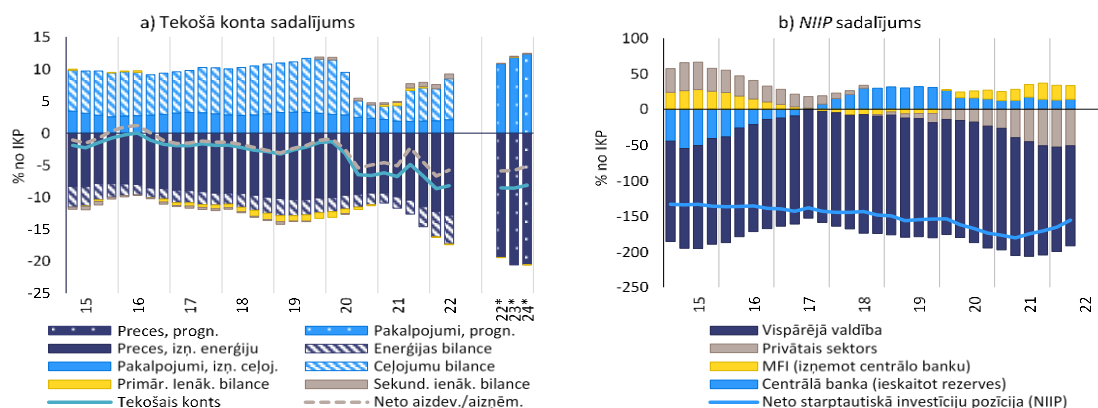 a) Tekošā konta sadalījums
15
10
5
0
-5
-10
-15
-20
-25
% no IKP
15
16
17
18
19
20
21
22
22*
23*
24*
Preces, progn.
Pakalpojumi, progn.
Preces, izņ. enerģiju
Enerģijas bilance
Pakalpojumi, izņ. ceļoj.
Ceļojumu bilance
Primār. Ienāk. bilance
Sekund. ienāk. bilance
Tekošais konts
Neto aizdev./aizņēm.
b) NIIP sadalījums
100
50
0
-50
-100
-150
-200
-250
% no IKP
15
16
17
18
19
20
21
22
Vispārējā valdība
Privātais sektors
MFI (izņemot centrālo banku)
Centrālā banka (ieskaitot rezerves)
Neto starptautiskā investīciju pozīcija (NIIP)